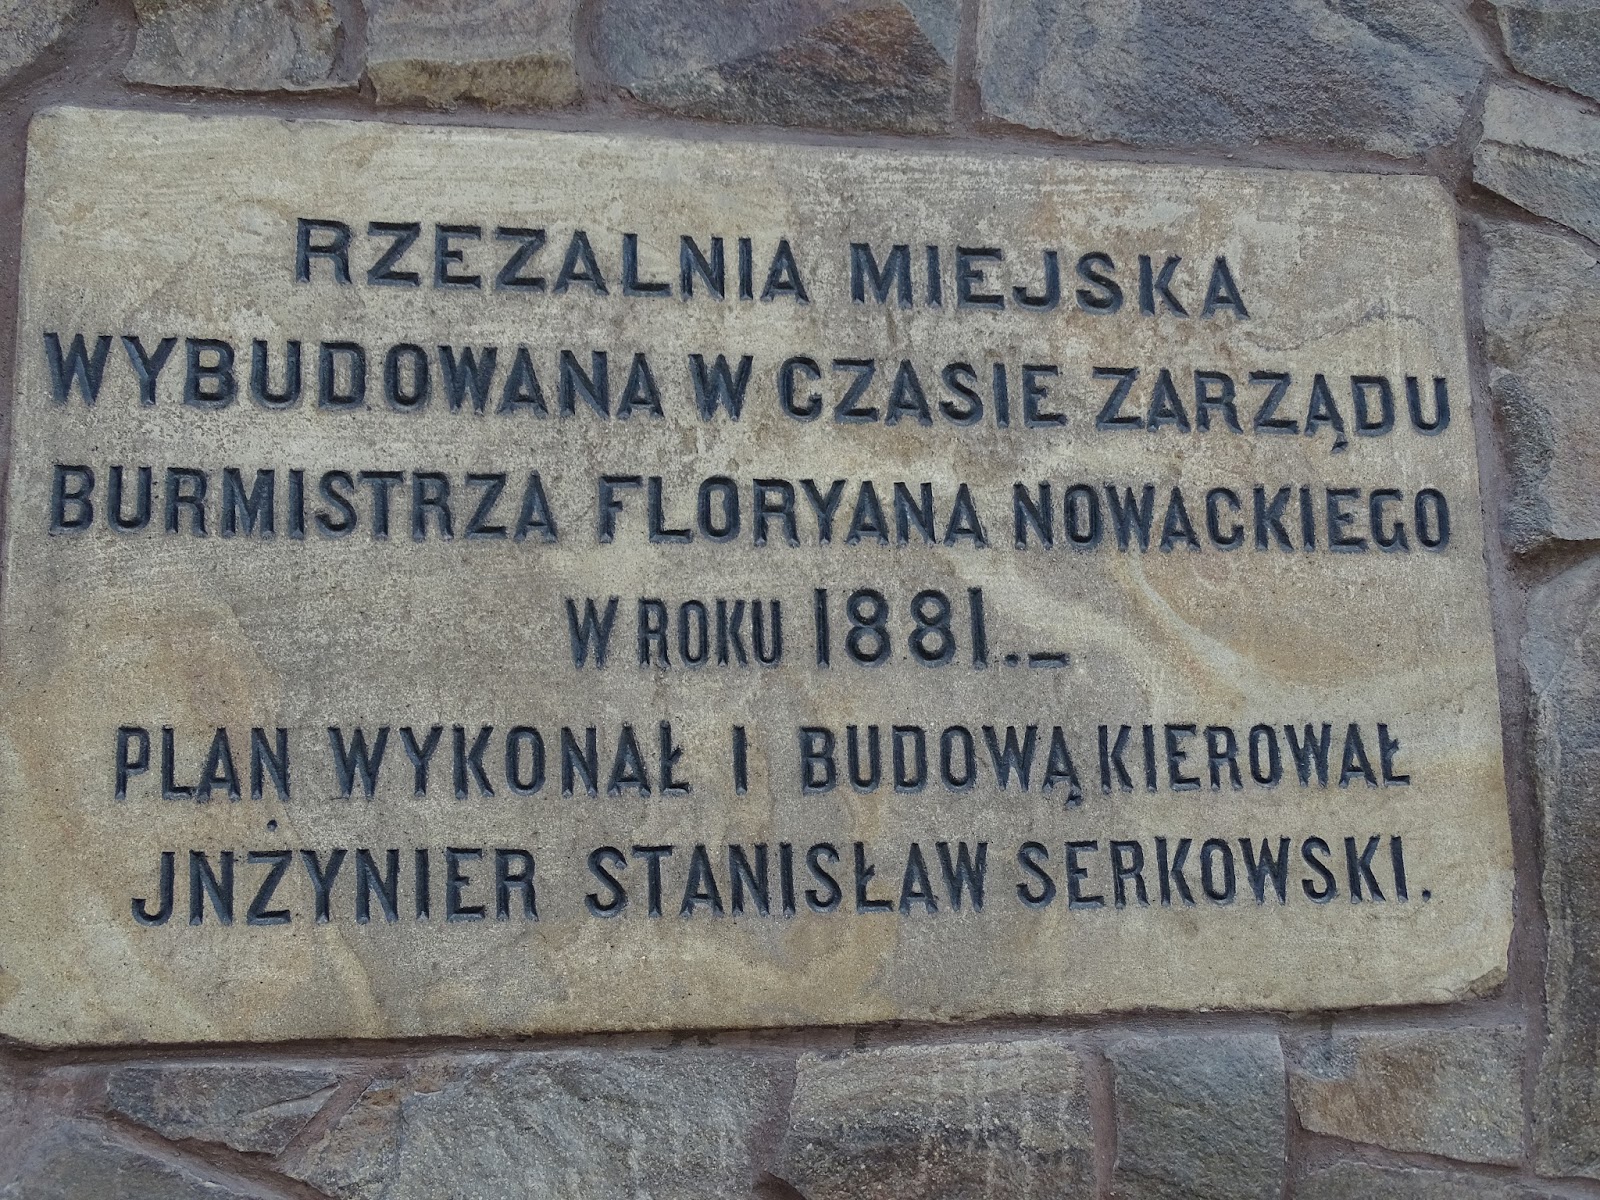 RZEZALNIA MIEJSKA
WYBUDOWANA W CZASIE ZARZĄDU
BURMISTRZA FLORYANA NOWACKIEGO
W ROKU 1881._
PLAN WYKONAŁ I BUDOWĄ KIEROWAŁ
JNŻYNIER STANISŁAW SERKOWSKI.